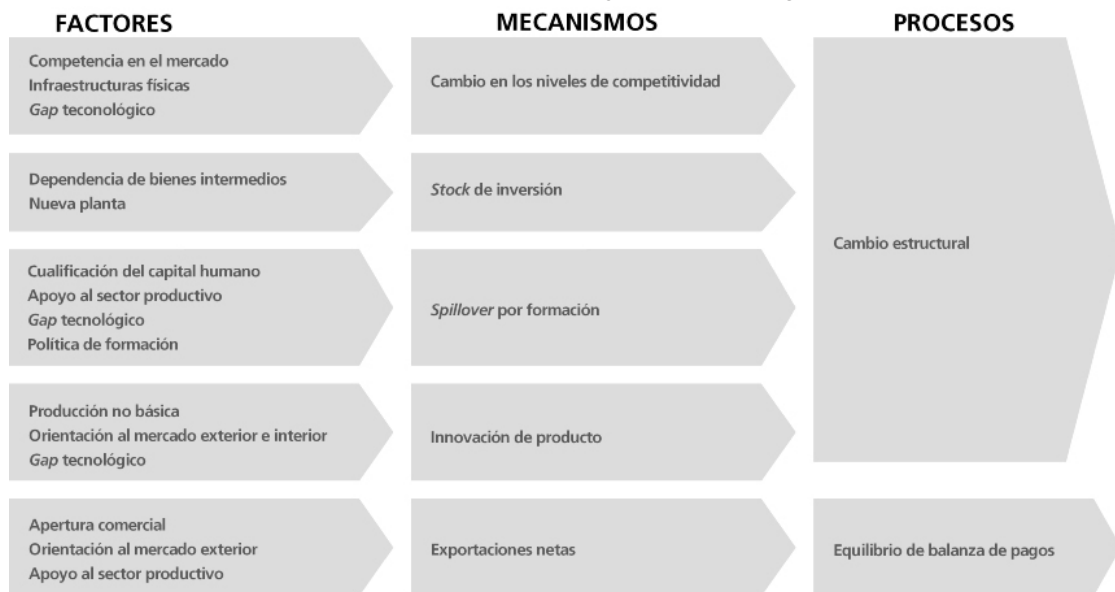 FACTORES
MECANISMOS
PROCESOS
Competencia en el mercado
Infraestructuras físicas
Gap teconológico
Cambio en los niveles de competitividad
Dependencia de bienes intermedios
Nueva planta
Stock de inversión
Cualificación del capital humano
Apoyo al sector productivo
Gap tecnológico
Política de formación
Spillover por formación
Cambio estructural
Producción no básica
Orientación al mercado exterior e interior
Gap tecnológico
Innovación de producto
Apertura comercial
Orientación al mercado exterior
Apoyo al sector productivo
Exportaciones netas
Equilibrio de balanza de pagos